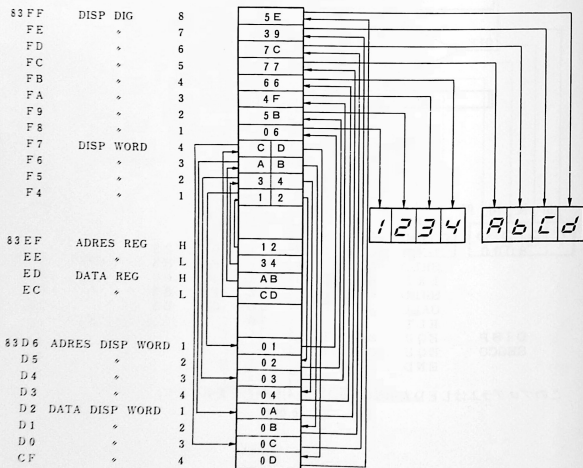 83FF DISP DIG 8 5E
FE 〃 7 39
FD 〃 6 7C
FC 〃 5 77
FB 〃 4 66
FA 〃 3 4F
F9 〃 2 5B
F8 〃 1 06
F7 DISP WORD 4 C D
F6 〃 3 A B
F5 〃 2 3 4
F4 〃 1 1 2
1 2 3 4 A b C d
83EF ADRES REG H 12
EE 〃 L 34
ED DATA REG H AB
EC 〃 L CD
83D6 ADRES DISP WORD 1 01
D5 〃 2 02
D4 〃 3 03
D3 〃 4 04
D2 DATA DISP WORD 1 0A
D1 〃 2 0B
D0 〃 3 0C
CF 〃 4 0D